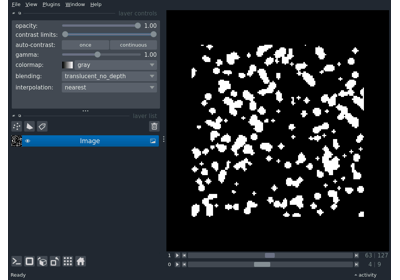 File View Plugins Window Help
layer controls
opacity: 1.00
contrast limits:
auto-contrast: once continuous
gamma: 1.00
colormap: gray
blending: translucent_no_depth
interpolation: nearest
layer list
Image
1 63 127
0 4 9
Ready activity